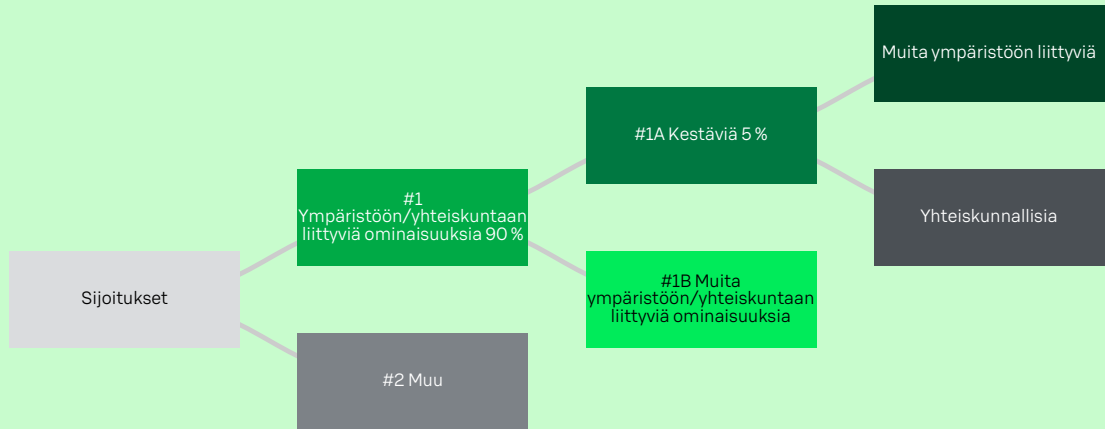 Muita ympäristöön liittyviä
#1A Kestäviä 5 %
#1
Ympäristöön/yhteiskuntaan
liittyviä ominaisuuksia 90 %
Yhteiskunnallisia
Sijoitukset
#1B Muita
ympäristöön/yhteiskuntaan
liittyviä ominaisuuksia
#2 Muu